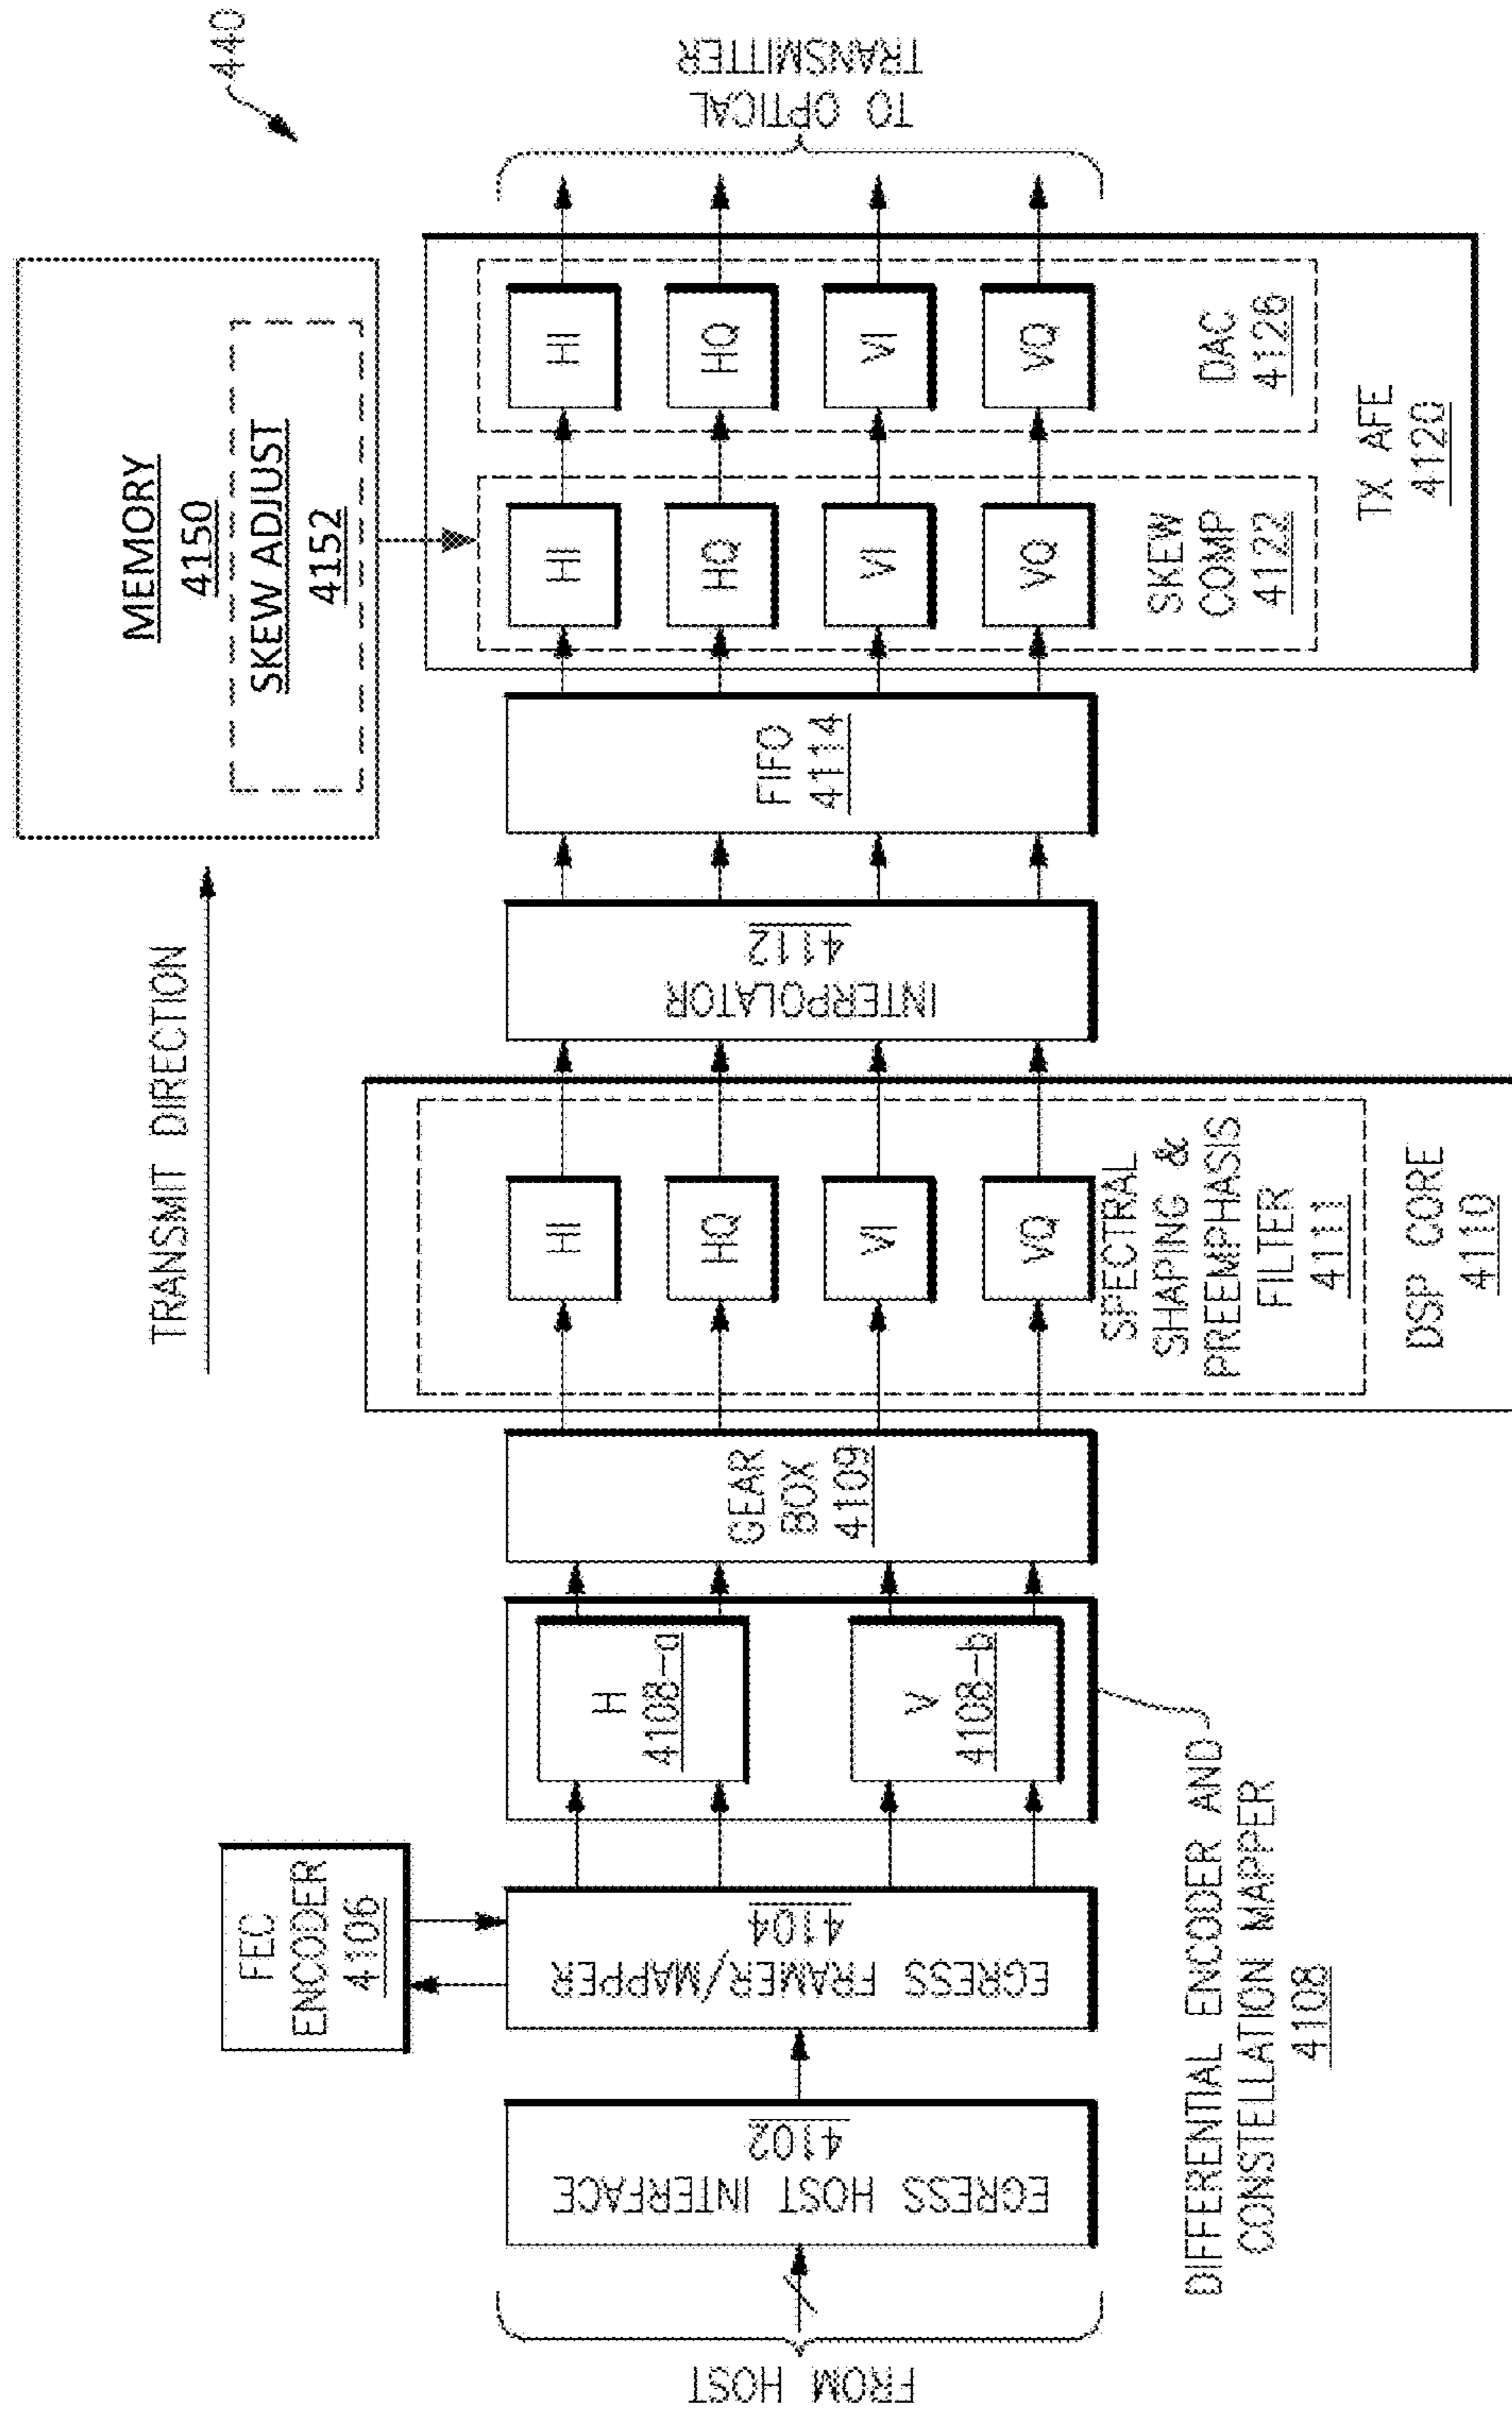 440
TRANSMIT DIRECTION
MEMORY
4150
SKEW ADJUST
4152
FROM HOST
EGRESS HOST INTERFACE
4102
EGRESS FRAMER/MAPPER
4104
FEC
ENCODER
4106
H
4108-a
V
4108-b
DIFFERENTIAL ENCODER AND
CONSTELLATION MAPPER
4108
GEAR
BOX
4109
HI
HQ
VI
VQ
SPECTRAL
SHAPING &
PREEMPHASIS
FILTER
4111
DSP CORE
4110
INTERPOLATOR
4112
FIFO
4114
HI
HQ
VI
VQ
SKEW
COMP
4122
HI
HQ
VI
VQ
DAC
4126
TX AFE
4120
TO OPTICAL
TRANSMITTER